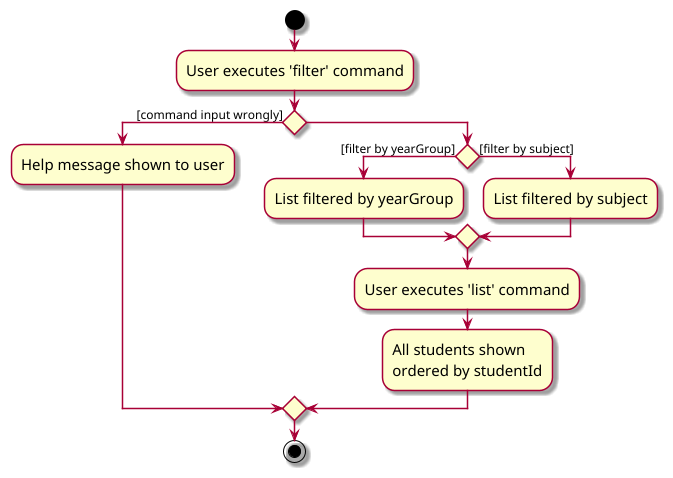 User executes 'filter' command
[command input wrongly]
Help message shown to user
[filter by yearGroup]
[filter by subject]
List filtered by yearGroup
List filtered by subject
User executes 'list' command
All students shown
ordered by studentId